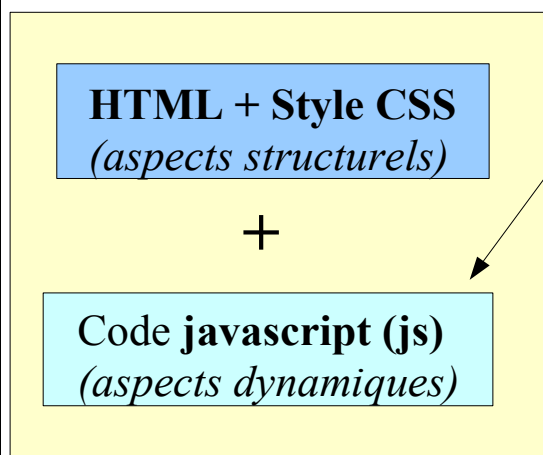 HTML + Style CSS
(aspects structurels)
+
Code javascript (js)
(aspects dynamiques)